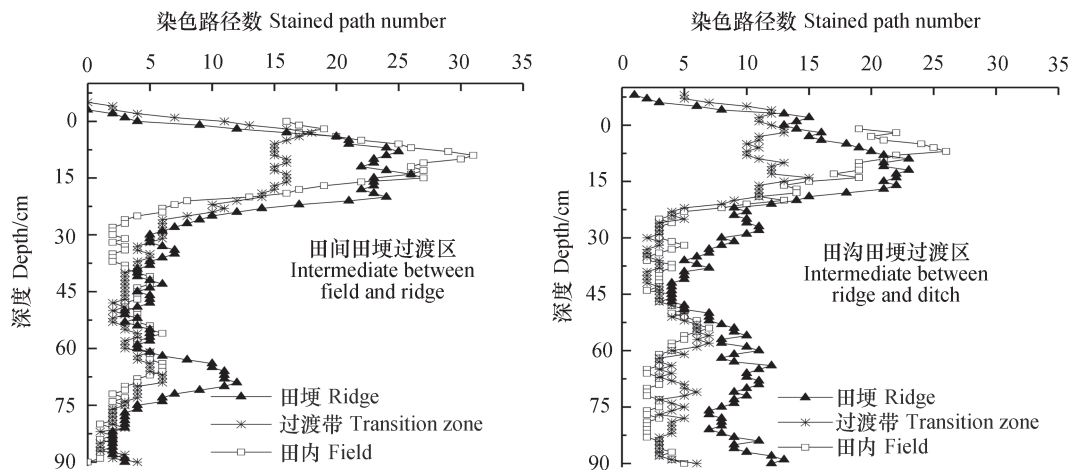 染色路径数 Stained path number
0 5 10 15 20 25 30 35
深度 Depth/cm
0
15
30
45
60
75
90
田间田埂过渡区
Intermediate between
field and ridge
田埂 Ridge
过渡带 Transition zone
田内 Field
染色路径数 Stained path number
0 5 10 15 20 25 30 35
深度 Depth/cm
0
15
30
45
60
75
90
田沟田埂过渡区
Intermediate between
ridge and ditch
田埂 Ridge
过渡带 Transition zone
田内 Field